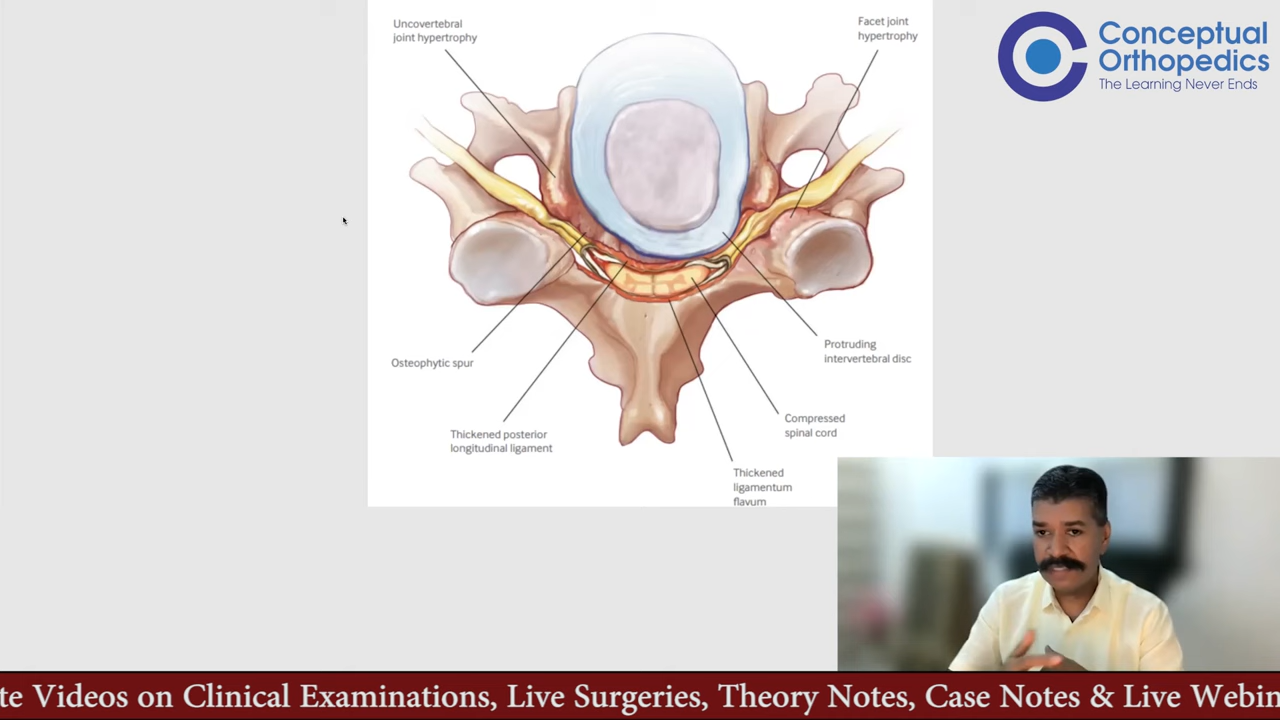 Uncovertebral
joint hypertrophy
Facet joint
hypertrophy
Conceptual
Orthopedics
The Learning Never Ends
Osteophytic spur
Protruding
intervertebral disc
Thickened posterior
longitudinal ligament
Compressed
spinal cord
Thickened
ligamentum
flavum
te Videos on Clinical Examinations, Live Surgeries, Theory Notes, Case Notes & Live Webin